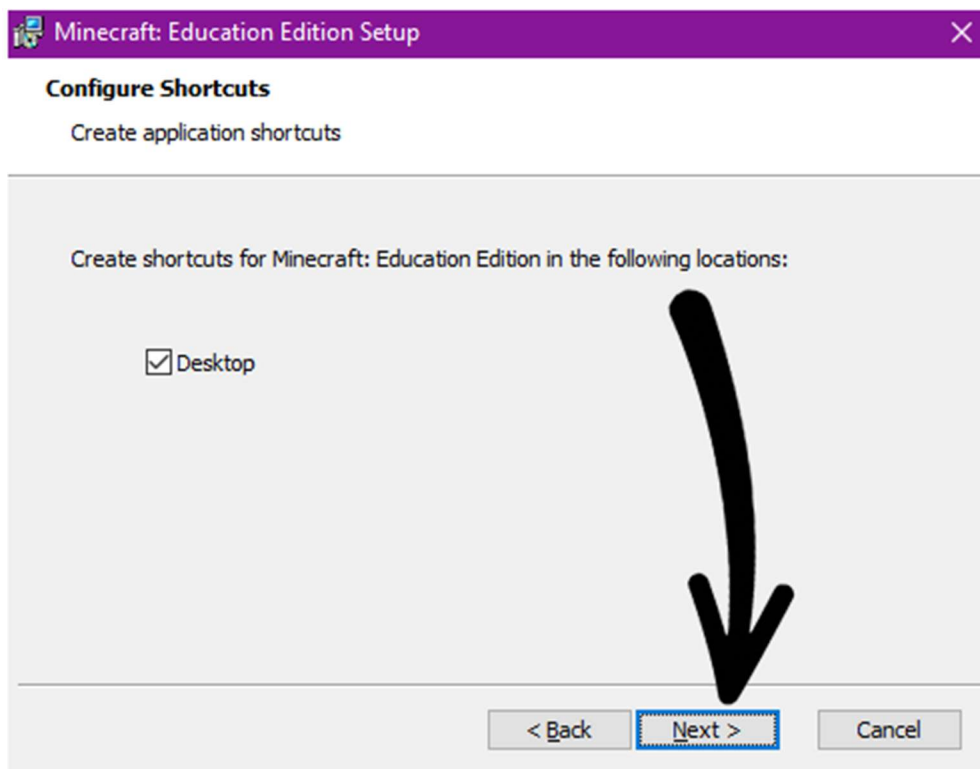 Minecraft: Education Edition Setup
Configure Shortcuts
Create application shortcuts
Create shortcuts for Minecraft: Education Edition in the following locations:
Desktop
< Back Next > Cancel